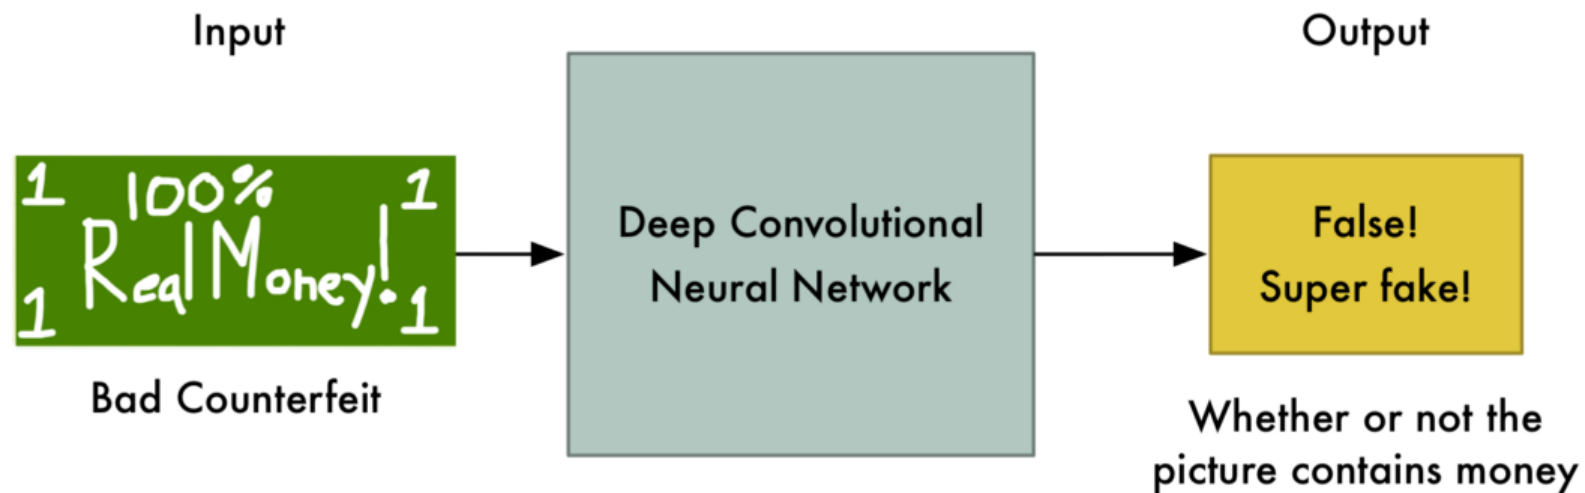 Input
Output
1 100% 1
Real Money!
1 1
Bad Counterfeit
Deep Convolutional
Neural Network
False!
Super fake!
Whether or not the
picture contains money